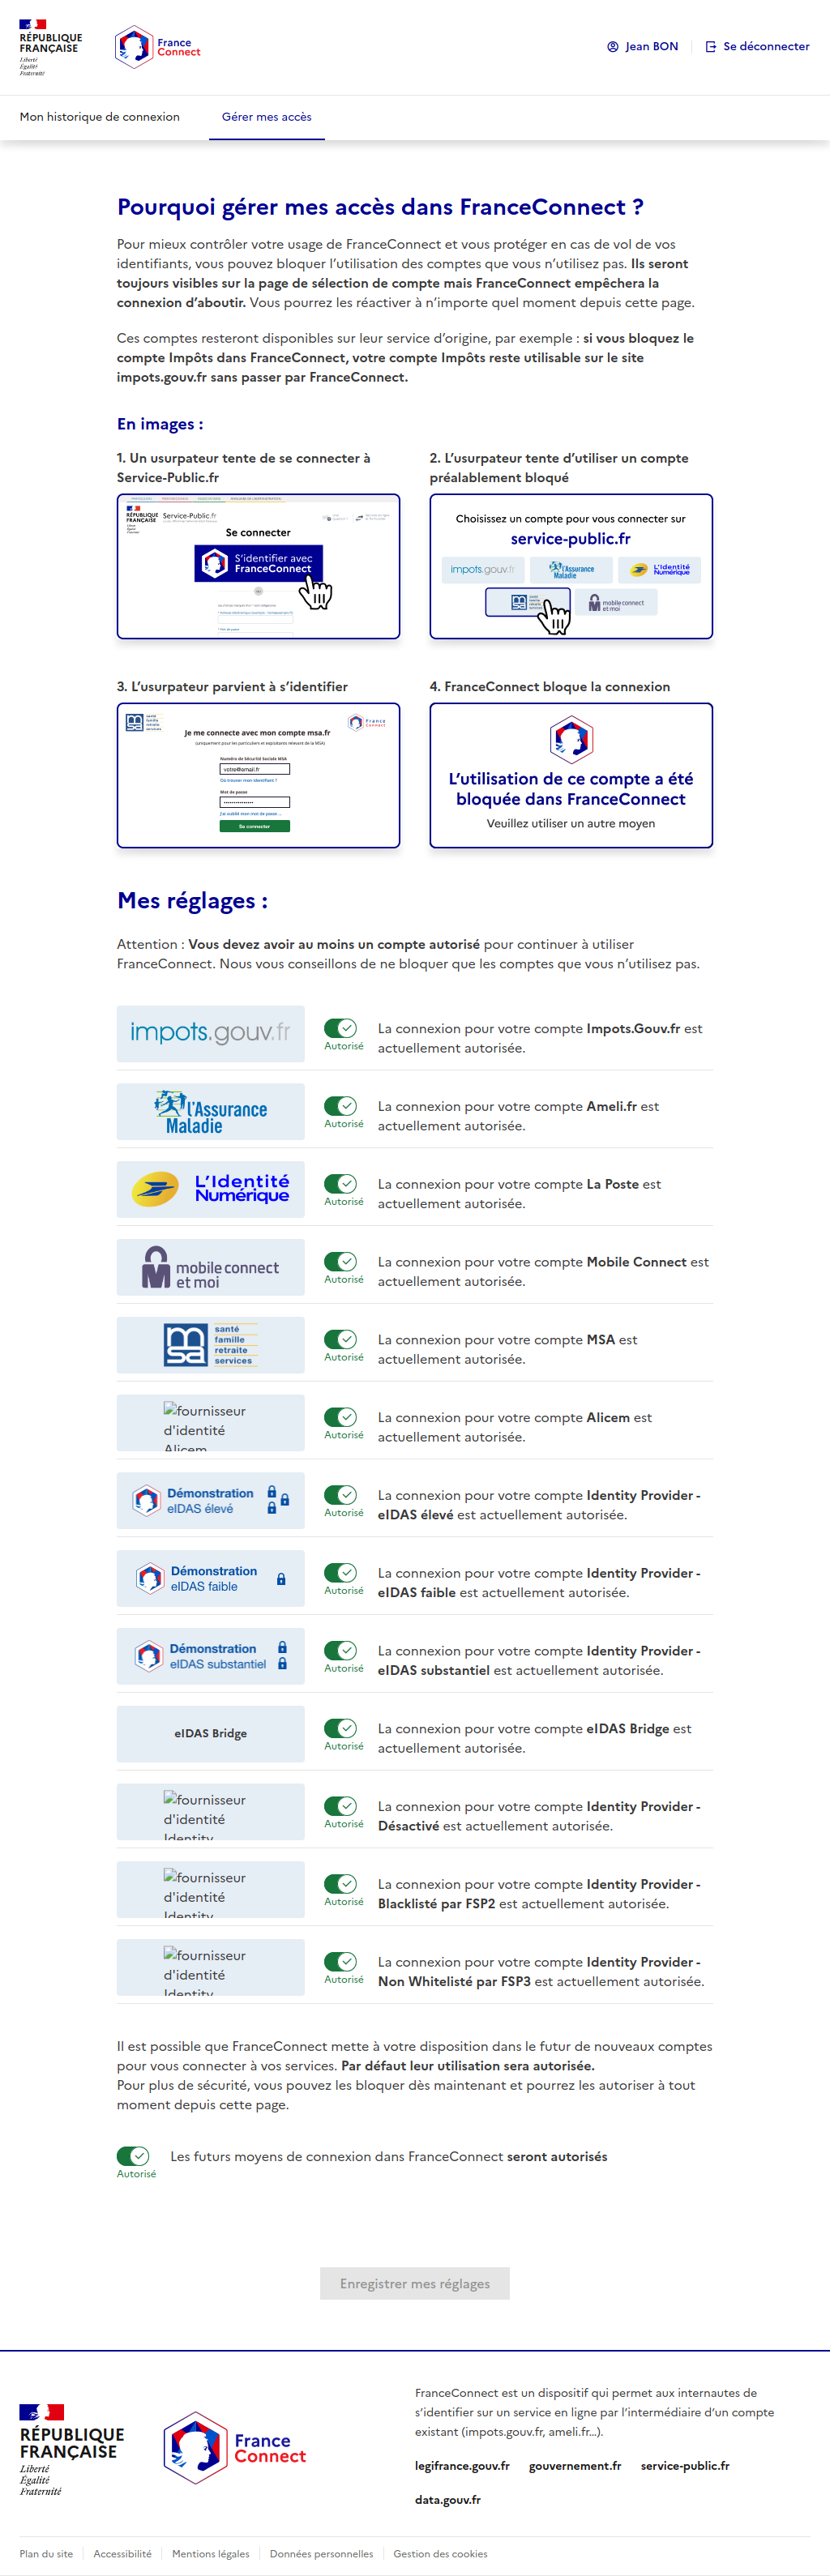 RÉPUBLIQUE
FRANÇAISE
Liberté
Égalité
Fraternité
France
Connect
Jean BON
Se déconnecter
Mon historique de connexion
Gérer mes accès
Pourquoi gérer mes accès dans FranceConnect ?
Pour mieux contrôler votre usage de FranceConnect et vous protéger en cas de vol de vos
identifiants, vous pouvez bloquer l’utilisation des comptes que vous n’utilisez pas. Ils seront
toujours visibles sur la page de sélection de compte mais FranceConnect empêchera la
connexion d’aboutir. Vous pourrez les réactiver à n’importe quel moment depuis cette page.
Ces comptes resteront disponibles sur leur service d’origine, par exemple : si vous bloquez le
compte Impôts dans FranceConnect, votre compte Impôts reste utilisable sur le site
impots.gouv.fr sans passer par FranceConnect.
En images :
1. Un usurpateur tente de se connecter à
Service-Public.fr
RÉPUBLIQUE
FRANÇAISE
Service-Public.fr
Se connecter
S’identifier avec
FranceConnect
2. L’usurpateur tente d’utiliser un compte
préalablement bloqué
Choisissez un compte pour vous connecter sur
service-public.fr
impots.gouv.fr
l'Assurance
Maladie
L'Identité
Numérique
mobile connect
et moi
3. L’usurpateur parvient à s’identifier
santé
famille
retraite
services
France
Connect
Je me connecte avec mon compte msa.fr
(uniquement pour les particuliers et exploitants relevant de la MSA)
Numéro de Sécurité Sociale MSA
votre@email.fr
Où trouver mon identifiant ?
Mot de passe
J'ai oublié mon mot de passe...
Se connecter
4. FranceConnect bloque la connexion
L’utilisation de ce compte a été
bloquée dans FranceConnect
Veuillez utiliser un autre moyen
Mes réglages :
Attention : Vous devez avoir au moins un compte autorisé pour continuer à utiliser
FranceConnect. Nous vous conseillons de ne bloquer que les comptes que vous n’utilisez pas.
impots.gouv.fr
Autorisé
La connexion pour votre compte Impots.Gouv.fr est
actuellement autorisée.
l'Assurance
Maladie
Autorisé
La connexion pour votre compte Ameli.fr est
actuellement autorisée.
L'Identité
Numérique
Autorisé
La connexion pour votre compte La Poste est
actuellement autorisée.
mobile connect
et moi
Autorisé
La connexion pour votre compte Mobile Connect est
actuellement autorisée.
msa
santé
famille
retraite
services
Autorisé
La connexion pour votre compte MSA est
actuellement autorisée.
fournisseur
d'identité
Alicem
Autorisé
La connexion pour votre compte Alicem est
actuellement autorisée.
Démonstration
eIDAS élevé
Autorisé
La connexion pour votre compte Identity Provider -
eIDAS élevé est actuellement autorisée.
Démonstration
eIDAS faible
Autorisé
La connexion pour votre compte Identity Provider -
eIDAS faible est actuellement autorisée.
Démonstration
eIDAS substantiel
Autorisé
La connexion pour votre compte Identity Provider -
eIDAS substantiel est actuellement autorisée.
eIDAS Bridge
Autorisé
La connexion pour votre compte eIDAS Bridge est
actuellement autorisée.
fournisseur
d'identité
Identity
Autorisé
La connexion pour votre compte Identity Provider -
Désactivé est actuellement autorisée.
fournisseur
d'identité
Identity
Autorisé
La connexion pour votre compte Identity Provider -
Blacklisté par FSP2 est actuellement autorisée.
fournisseur
d'identité
Identity
Autorisé
La connexion pour votre compte Identity Provider -
Non Whitelisté par FSP3 est actuellement autorisée.
Il est possible que FranceConnect mette à votre disposition dans le futur de nouveaux comptes
pour vous connecter à vos services. Par défaut leur utilisation sera autorisée.
Pour plus de sécurité, vous pouvez les bloquer dès maintenant et pourrez les autoriser à tout
moment depuis cette page.
Autorisé
Les futurs moyens de connexion dans FranceConnect seront autorisés
Enregistrer mes réglages
RÉPUBLIQUE
FRANÇAISE
Liberté
Égalité
Fraternité
France
Connect
FranceConnect est un dispositif qui permet aux internautes de
s’identifier sur un service en ligne par l’intermédiaire d’un compte
existant (impots.gouv.fr, ameli.fr...).
legifrance.gouv.fr
gouvernement.fr
service-public.fr
data.gouv.fr
Plan du site
Accessibilité
Mentions légales
Données personnelles
Gestion des cookies